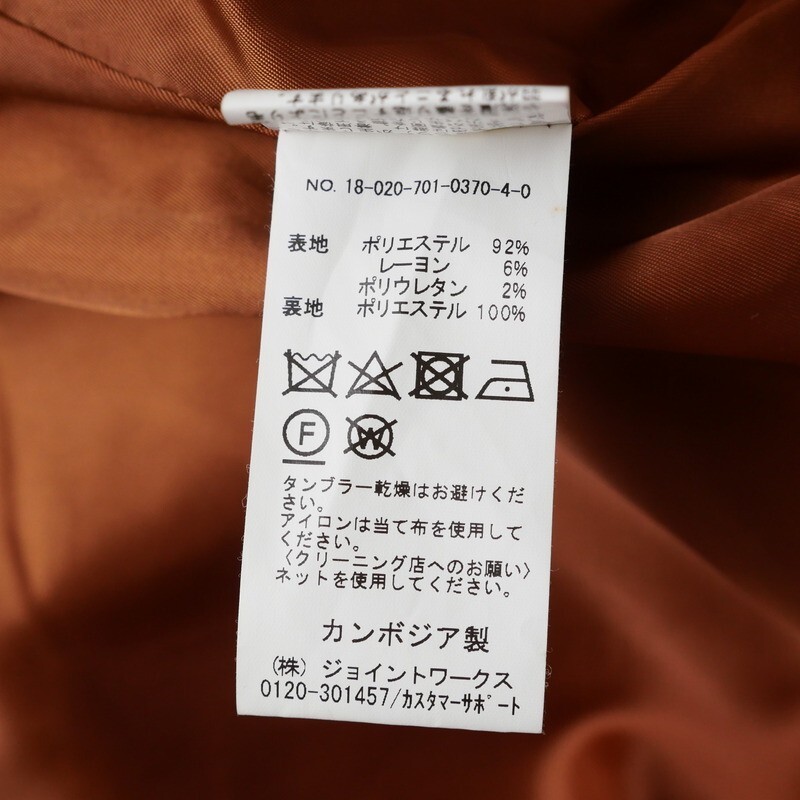 NO. 18-020-701-0370-4-0
表地 ポリエステル 92%
レーヨン 6%
ポリウレタン 2%
裏地 ポリエステル 100%
F
W
タンブラー乾燥はお避けくだ
さい。
アイロンは当て布を使用して
ください。
〈クリーニング店へのお願い〉
ネットを使用してください。
カンボジア製
(株) ジョイントワークス
0120-301457/カスタマーサポート